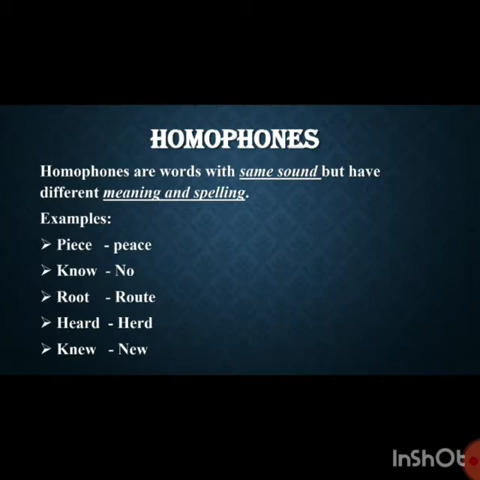 HOMOPHONES
Homophones are words with same sound but have
different meaning and spelling.
Examples:
➢ Piece - peace
➢ Know - No
➢ Root - Route
➢ Heard - Herd
➢ Knew - New
InShOt